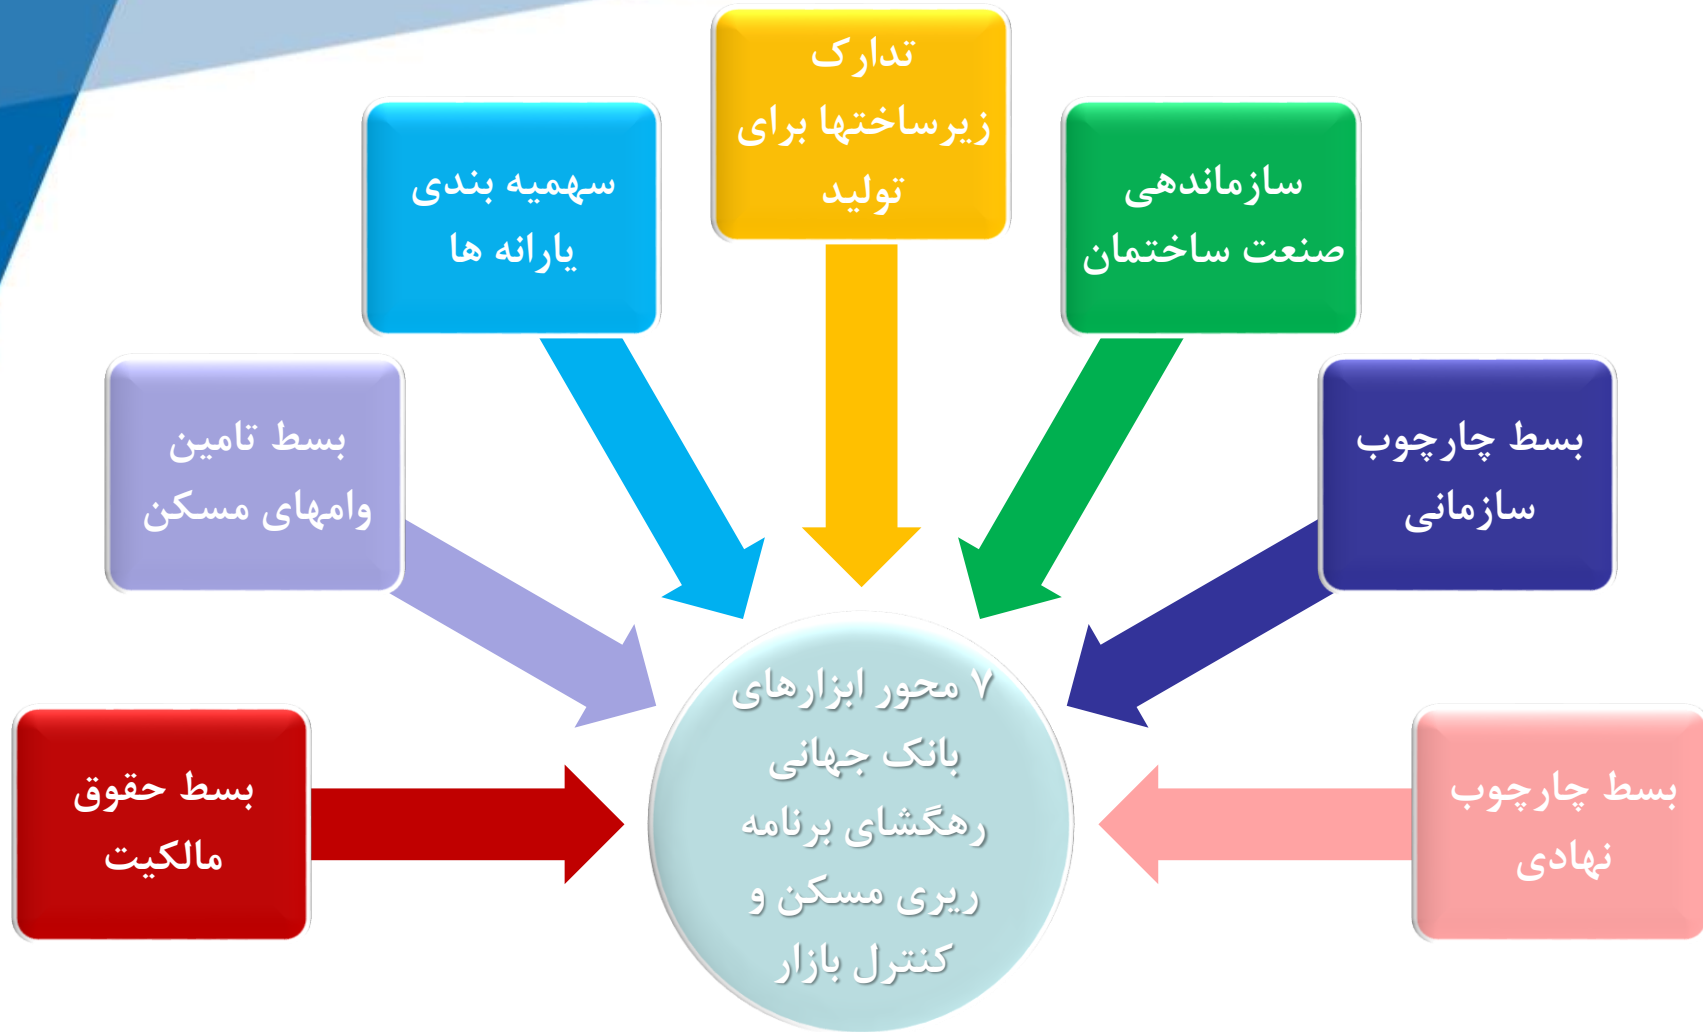 تدارک
زیرساختها برای
تولید
سازماندهی
صنعت ساختمان
سهمیه بندی
یارانه ها
بسط چارچوب
سازمانی
بسط تامین
وامهای مسکن
بسط چارچوب
نهادی
بسط حقوق
مالکیت
۷ محور ابزارهای
بانک جهانی
رهگشای برنامه
ریری مسکن و
کنترل بازار